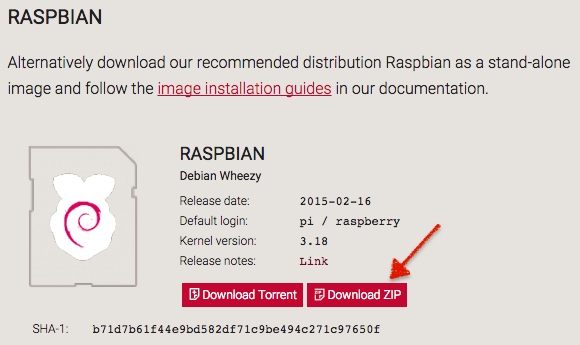 RASPBIAN
Alternatively download our recommended distribution Raspbian as a stand-alone
image and follow the image installation guides in our documentation.
RASPBIAN
Debian Wheezy
Release date: 2015-02-16
Default login: pi / raspberry
Kernel version: 3.18
Release notes: Link
Download Torrent Download ZIP
SHA-1: b71d7b61f44e9bd582df71c9be494c271c97650f